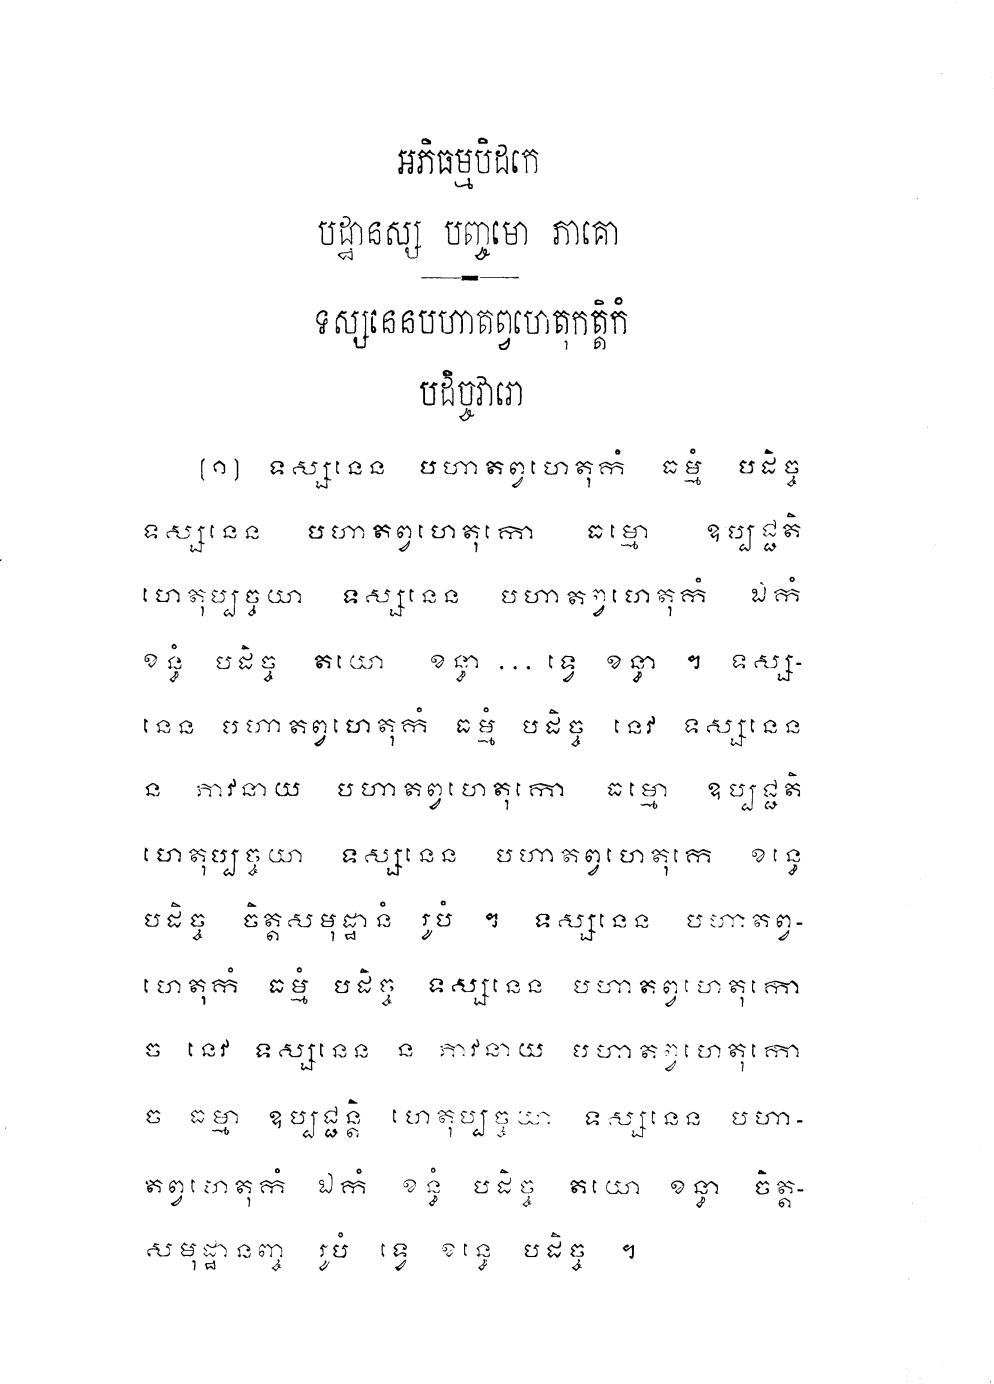 អភិធម្មបិដកេ
បដ្ឋានស្ស បញ្ចមោ ភាគោ
ទស្សនេនបហាតព្វហេតុកត្តិកំ
បដិច្ចវារោ
(១) ទស្សនេន បហាតព្វហេតុកំ ធម្មំ បដិច្ច
ទស្សនេន បហាតព្វហេតុកោ ធម្មោ ឧប្បជ្ជតិ
ហេតុប្បច្ចយា ទស្សនេន បហាតព្វហេតុកំ ឯកំ
ខន្ធំ បដិច្ច តយោ ខន្ធា ... ទ្វេ ខន្ធា ។ ទស្ស-
នេន បហាតព្វហេតុកំ ធម្មំ បដិច្ច នេវ ទស្សនេន
ន ភាវនាយ បហាតព្វហេតុកោ ធម្មោ ឧប្បជ្ជតិ
ហេតុប្បច្ចយា ទស្សនេន បហាតព្វហេតុកេ ខន្ធេ
បដិច្ច ចិត្តសមុដ្ឋានំ រូបំ ។ ទស្សនេន បហាតព្វ-
ហេតុកំ ធម្មំ បដិច្ច ទស្សនេន បហាតព្វហេតុកោ
ច នេវ ទស្សនេន ន ភាវនាយ បហាតព្វហេតុកោ
ច ធម្មា ឧប្បជ្ជន្តិ ហេតុប្បច្ចយា ទស្សនេន បហា-
តព្វហេតុកំ ឯកំ ខន្ធំ បដិច្ច តយោ ខន្ធា ចិត្ត-
សមុដ្ឋានញ្ច រូបំ ទ្វេ ខន្ធេ បដិច្ច ។